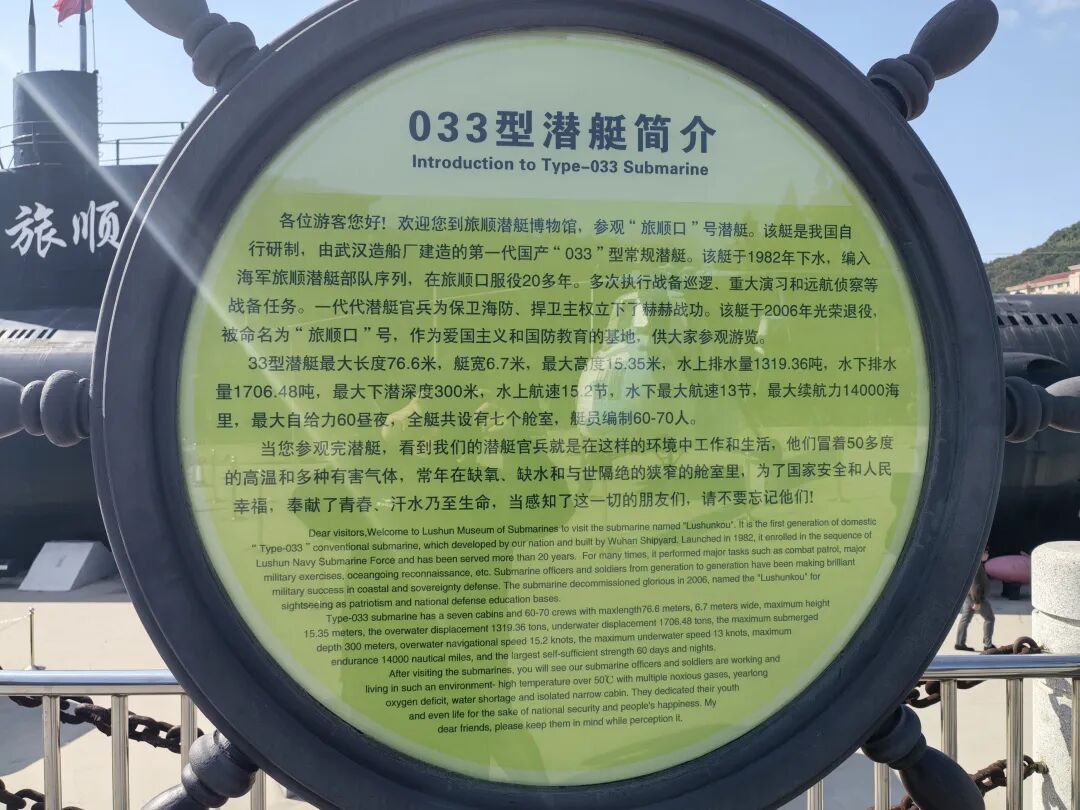 旅顺
033型潜艇简介
Introduction to Type-033 Submarine
各位游客您好！欢迎您到旅顺潜艇博物馆，参观“旅顺口”号潜艇。该艇是我国自
行研制，由武汉造船厂建造的第一代国产“033”型常规潜艇。该艇于1982年下水，编入
海军旅顺潜艇部队序列，在旅顺口服役20多年。多次执行战备巡逻、重大演习和远航侦察等
战备任务。一代代潜艇官兵为保卫海防、捍卫主权立下了赫赫战功。该艇于2006年光荣退役，
被命名为“旅顺口”号，作为爱国主义和国防教育的基地，供大家参观游览。
33型潜艇最大长度76.6米，艇宽6.7米，最大高度15.35米，水上排水量1319.36吨，水下排水
量1706.48吨，最大下潜深度300米，水上航速15.2节，水下最大航速13节，最大续航力14000海
里，最大自给力60昼夜，全艇共设有七个舱室，艇员编制60-70人。
当您参观完潜艇，看到我们的潜艇官兵就是在这样的环境中工作和生活，他们冒着50多度
的高温和多种有害气体，常年在缺氧、缺水和与世隔绝的狭窄的舱室里，为了国家安全和人民
幸福，奉献了青春、汗水乃至生命，当感知了这一切的朋友们，请不要忘记他们!
Dear visitors,Welcome to Lushun Museum of Submarines to visit the submarine named "Lushunkou". It is the first generation of domestic
“Type-033” conventional submarine, which developed by our nation and built by Wuhan Shipyard. Launched in 1982, it enrolled in the sequence of
Lushun Navy Submarine Force and has been served more than 20 years. For many times, it performed major tasks such as combat patrol, major
military exercises, oceangoing reconnaissance, etc. Submarine officers and soldiers from generation to generation have been making brilliant
military success in coastal and sovereignty defense. The submarine decommissioned glorious in 2006, named the "Lushunkou" for
sightseeing as patriotism and national defense education bases.
Type-033 submarine has a seven cabins and 60-70 crews with maxlength76.6 meters, 6.7 meters wide, maximum height
15.35 meters, the overwater displacement 1319.36 tons, underwater displacement 1706.48 tons, the maximum submerged
depth 300 meters, overwater navigational speed 15.2 knots, the maximum underwater speed 13 knots, maximum
endurance 14000 nautical miles, and the largest self-sufficient strength 60 days and nights.
After visiting the submarines, you will see our submarine officers and soldiers are working and
living in such an environment- high temperature over 50℃ with multiple noxious gases, yearlong
oxygen deficit, water shortage and isolated narrow cabin. They dedicated their youth
and even life for the sake of national security and people's happiness. My
dear friends, please keep them in mind while perception it.